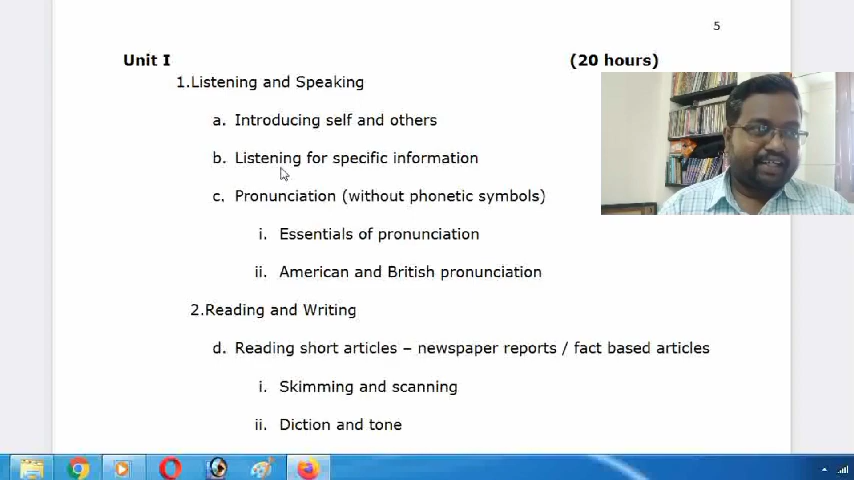 5
Unit I (20 hours)
1.Listening and Speaking
a. Introducing self and others
b. Listening for specific information
c. Pronunciation (without phonetic symbols)
i. Essentials of pronunciation
ii. American and British pronunciation
2.Reading and Writing
d. Reading short articles – newspaper reports / fact based articles
i. Skimming and scanning
ii. Diction and tone